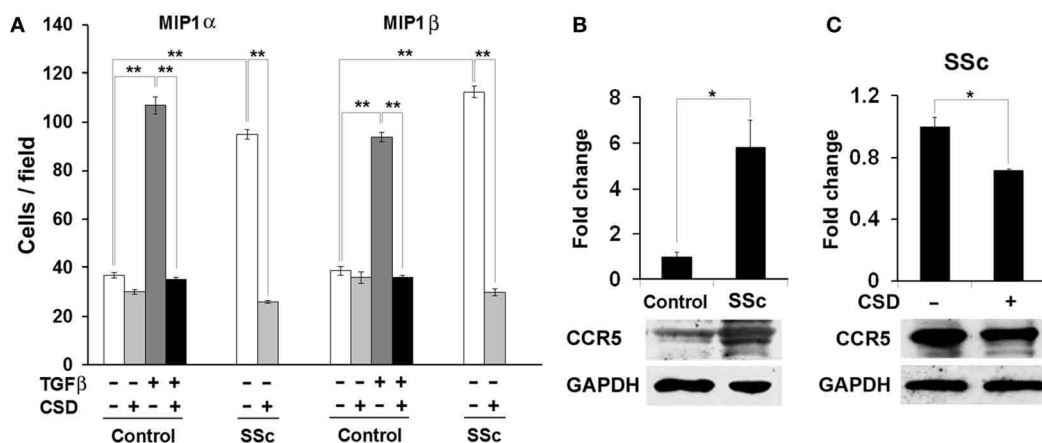 A
MIP1 α
MIP1 β
140
120
100
80
60
40
20
0
Cells / field
** ** ** **
** ** ** **
TGFβ - - + + - - - - + + - -
CSD - + - + - + - + - + - +
Control SSc Control SSc
B
8
6
4
2
0
Fold change
*
Control SSc
CCR5
GAPDH
C
SSc
1.2
0.8
0.4
0
Fold change
*
CSD - +
CCR5
GAPDH